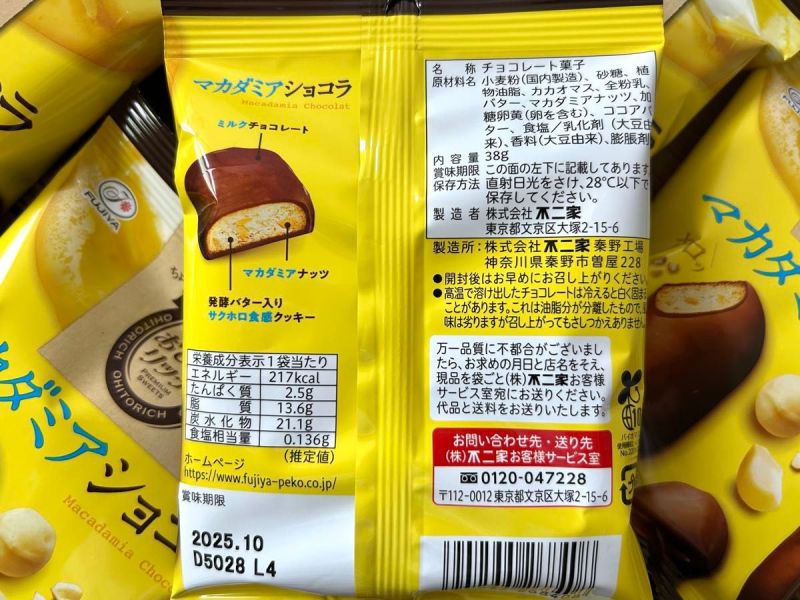 マカダミアショコラ
Macadamia Chocolat
ミルクチョコレート
マカダミアナッツ
発酵バター入り
サクホロ食感クッキー
栄養成分表示1袋当たり
エネルギー 217kcal
たんぱく質 2.5g
脂質 13.6g
炭水化物 21.1g
食塩相当量 0.136g
(推定値)
ホームページ
https://www.fujiya-peko.co.jp/
賞味期限
2025.10
D5028 L4
名称 チョコレート菓子
原材料名 小麦粉(国内製造)、砂糖、植
物油脂、カカオマス、全粉乳、
バター、マカダミアナッツ、加
糖卵黄(卵を含む)、ココアバ
ター、食塩/乳化剤(大豆由
来)、香料(大豆由来)、膨脹剤
内容量 38g
賞味期限 この面の左下に記載してあります
保存方法 直射日光をさけ、28℃以下で
保存してください。
製造者 株式会社 不二家
東京都文京区大塚2-15-6
製造所:株式会社 不二家 秦野工場
神奈川県秦野市曽屋228
●開封後はお早めにお召し上がりください。
●高温で溶け出したチョコレートは冷えると白く固まる
ことがあります。これは油脂分が分離したもので、風
味は劣りますが召し上がってもさしつかえありません
万一品質に不都合がございまし
たら、お求めの月日と店名をそえ、
現品を袋ごと(株)不二家お客様
サービス室宛にお送りください。
代品と送料をお送りいたします。
お問い合わせ先・送り先
(株)不二家お客様サービス室
0120-047228
〒112-0012 東京都文京区大塚2-15-6
FUJIYA
OHITORICH
PREMIUM
SWEETS
カダミアショコ
Macadamia Choc
マカダミ